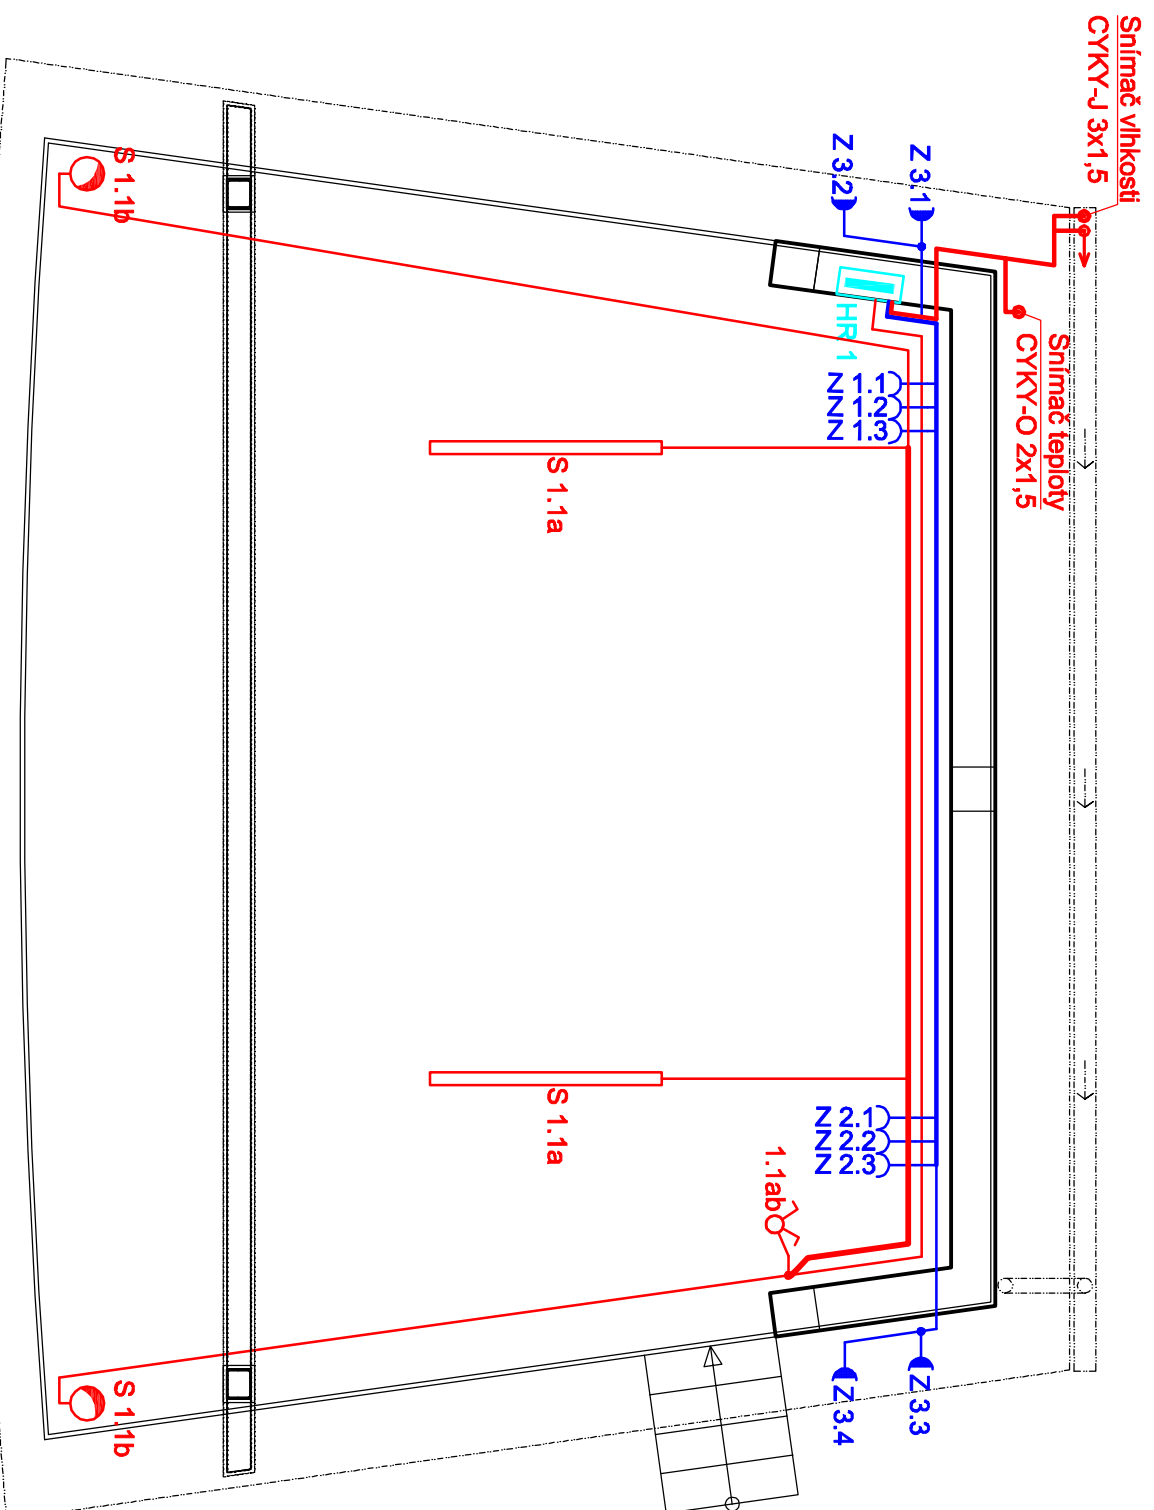 Snímač vlhkosti
CYKY-J 3x1,5
Snímač teploty
CYKY-O 2x1,5
Z 3.1
Z 3.2
HR 1
Z 1.1
Z 1.2
Z 1.3
S 1.1b
S 1.1a
S 1.1a
Z 2.1
Z 2.2
Z 2.3
1.1ab
Z 3.3
Z 3.4
S 1.1b